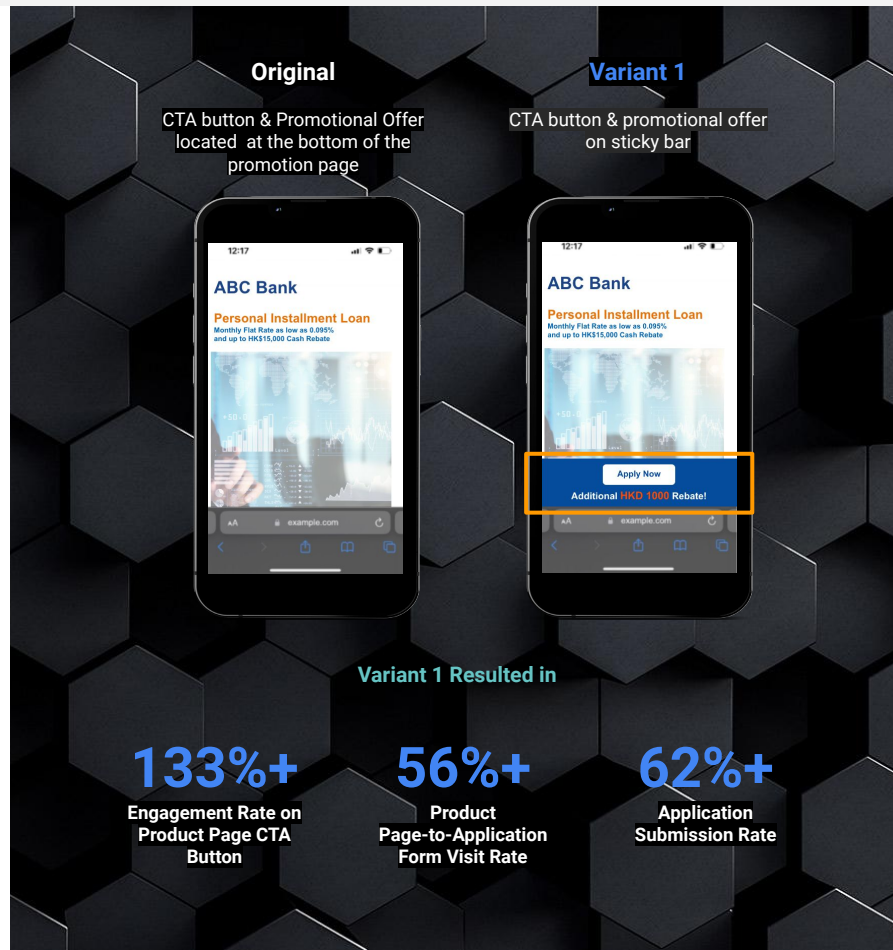 Original
CTA button & Promotional Offer
located at the bottom of the
promotion page
Variant 1
CTA button & promotional offer
on sticky bar
12:17
ABC Bank
Personal Installment Loan
Monthly Flat Rate as low as 0.095%
and up to HK$15,000 Cash Rebate
AA
example.com
12:17
ABC Bank
Personal Installment Loan
Monthly Flat Rate as low as 0.095%
and up to HK$15,000 Cash Rebate
Apply Now
Additional HKD 1000 Rebate!
AA
example.com
Variant 1 Resulted in
133%+
Engagement Rate on
Product Page CTA
Button
56%+
Product
Page-to-Application
Form Visit Rate
62%+
Application
Submission Rate